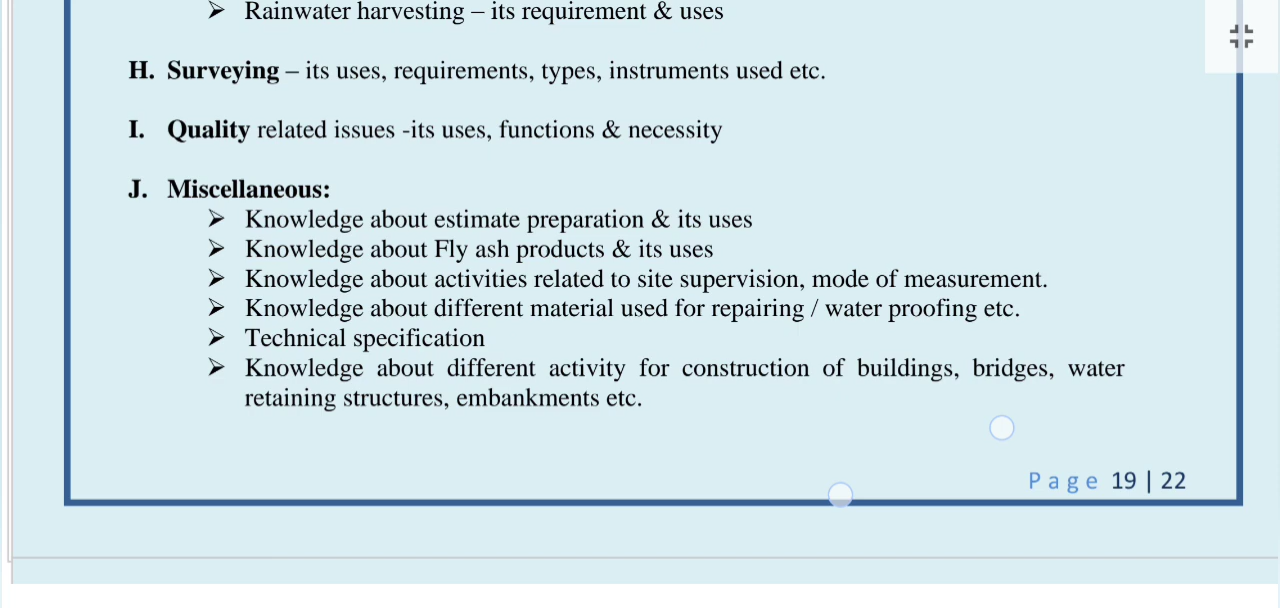 ➢ Rainwater harvesting – its requirement & uses
H. Surveying – its uses, requirements, types, instruments used etc.
I. Quality related issues -its uses, functions & necessity
J. Miscellaneous:
➢ Knowledge about estimate preparation & its uses
➢ Knowledge about Fly ash products & its uses
➢ Knowledge about activities related to site supervision, mode of measurement.
➢ Knowledge about different material used for repairing / water proofing etc.
➢ Technical specification
➢ Knowledge about different activity for construction of buildings, bridges, water
retaining structures, embankments etc.
Page 19 | 22